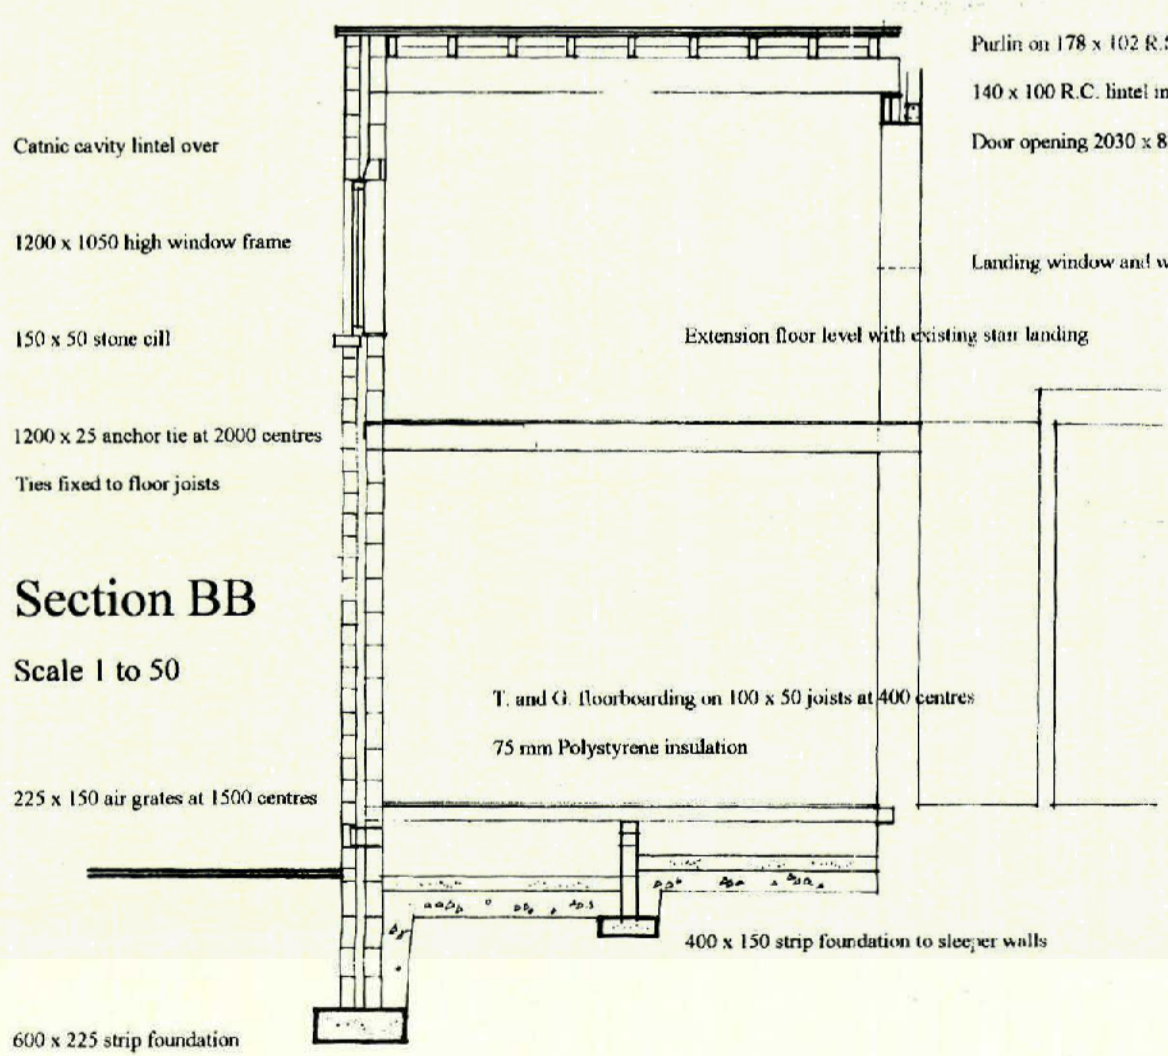 Purlin on 178 x 102 R.S
140 x 100 R.C. lintel in
Door opening 2030 x 8
Catnic cavity lintel over
1200 x 1050 high window frame
Landing window and w
150 x 50 stone cill
Extension floor level with existing stair landing
1200 x 25 anchor tie at 2000 centres
Ties fixed to floor joists
Section BB
Scale 1 to 50
T. and G. floorboarding on 100 x 50 joists at 400 centres
75 mm Polystyrene insulation
225 x 150 air grates at 1500 centres
400 x 150 strip foundation to sleeper walls
600 x 225 strip foundation